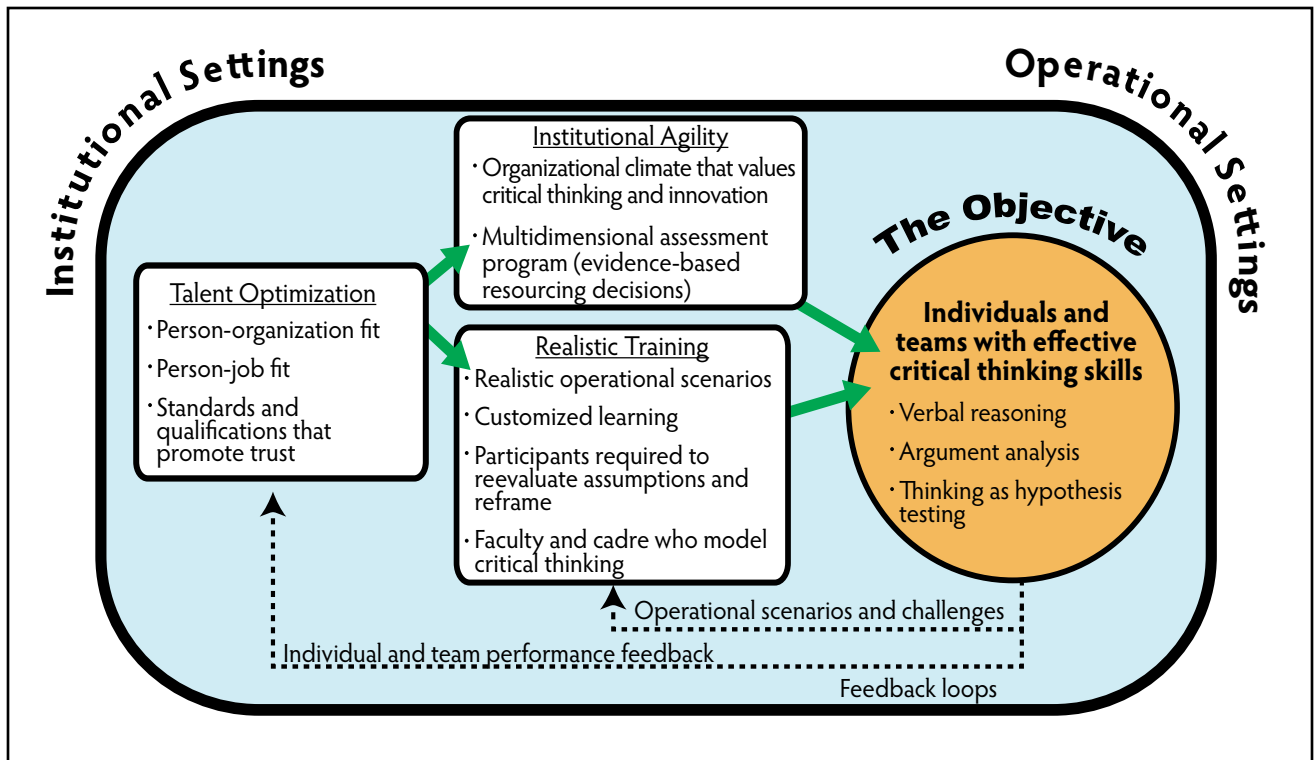 Institutional Settings
Operational Settings
Talent Optimization
· Person-organization fit
· Person-job fit
· Standards and
qualifications that
promote trust
Institutional Agility
· Organizational climate that values
critical thinking and innovation
· Multidimensional assessment
program (evidence-based
resourcing decisions)
Realistic Training
· Realistic operational scenarios
· Customized learning
· Participants required to
reevaluate assumptions and
reframe
· Faculty and cadre who model
critical thinking
The Objective
Individuals and
teams with effective
critical thinking skills
· Verbal reasoning
· Argument analysis
· Thinking as hypothesis
testing
Operational scenarios and challenges
Individual and team performance feedback
Feedback loops